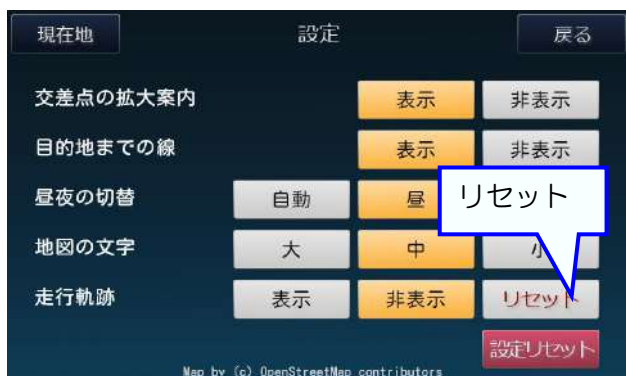 現在地 設定 戻る
交差点の拡大案内 表示 非表示
目的地までの線 表示 非表示
昼夜の切替 自動 昼
リセット
地図の文字 大 中 小
走行軌跡 表示 非表示 リセット
設定リセット
Map by (c) OpenStreetMap contributors